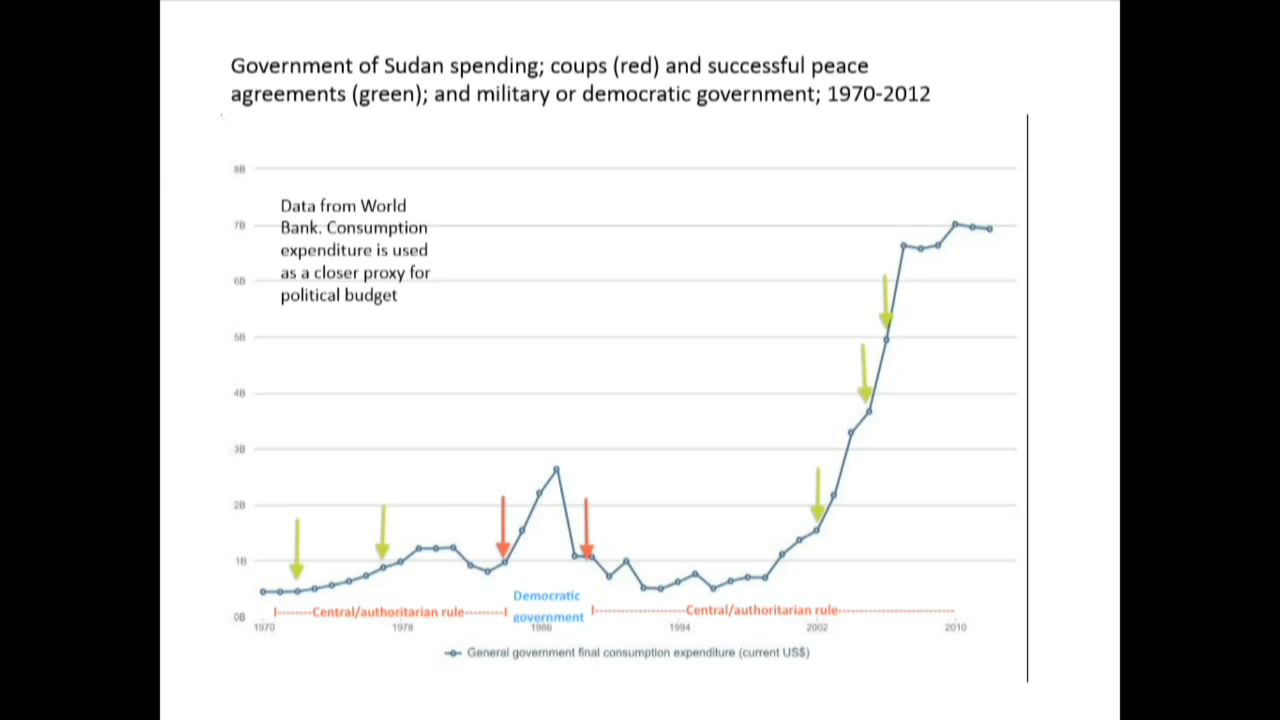 Government of Sudan spending; coups (red) and successful peace
agreements (green); and military or democratic government; 1970-2012
8B
Data from World
7B
Bank. Consumption
expenditure is used
as a closer proxy for
6B
political budget
5B
4B
3B
2B
1B
Democratic
|-------Central/authoritarian rule--------|
|-----------------Central/authoritarian rule---------------------
0B
government
1970 1978 1986 1994 2002 2010
General government final consumption expenditure (current US$)